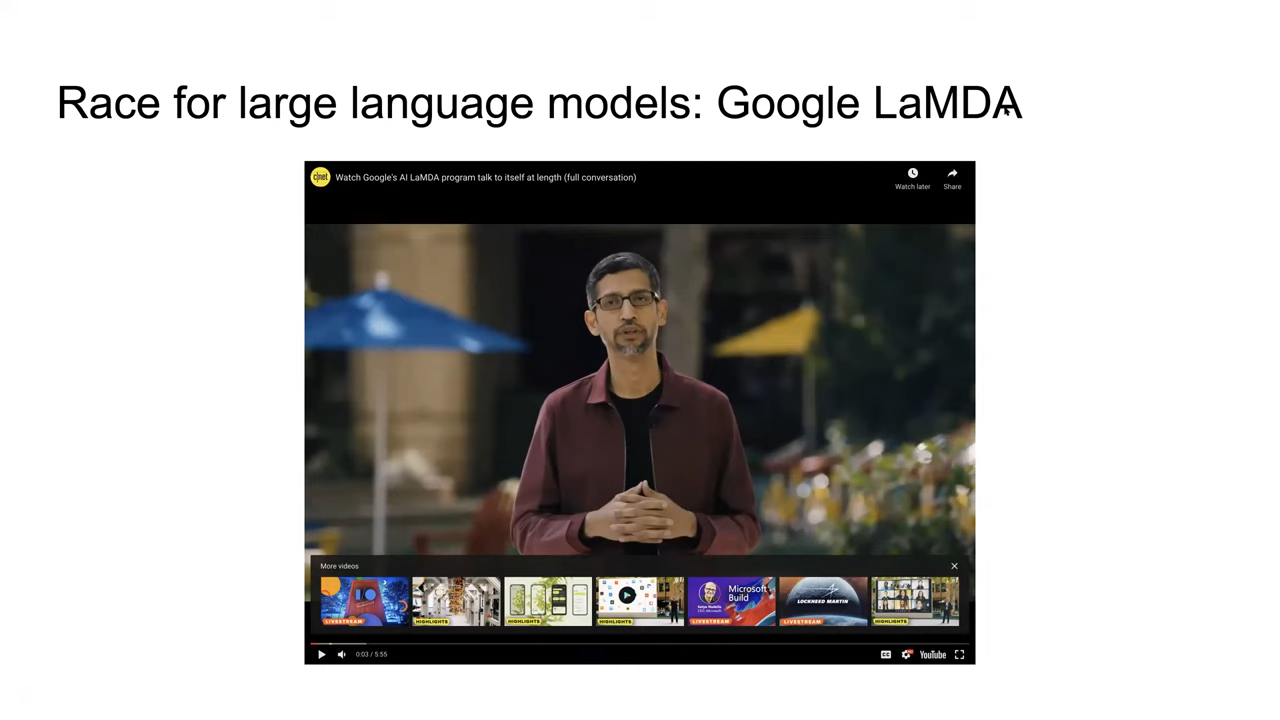 Race for large language models: Google LaMDA
c|net
Watch Google's AI LaMDA program talk to itself at length (full conversation)
Watch later
Share
More videos
LIVESTREAM
HIGHLIGHTS
HIGHLIGHTS
HIGHLIGHTS
Microsoft Build
LIVESTREAM
LOCKHEED MARTIN
LIVESTREAM
HIGHLIGHTS
0:03 / 5:55
CC
YouTube